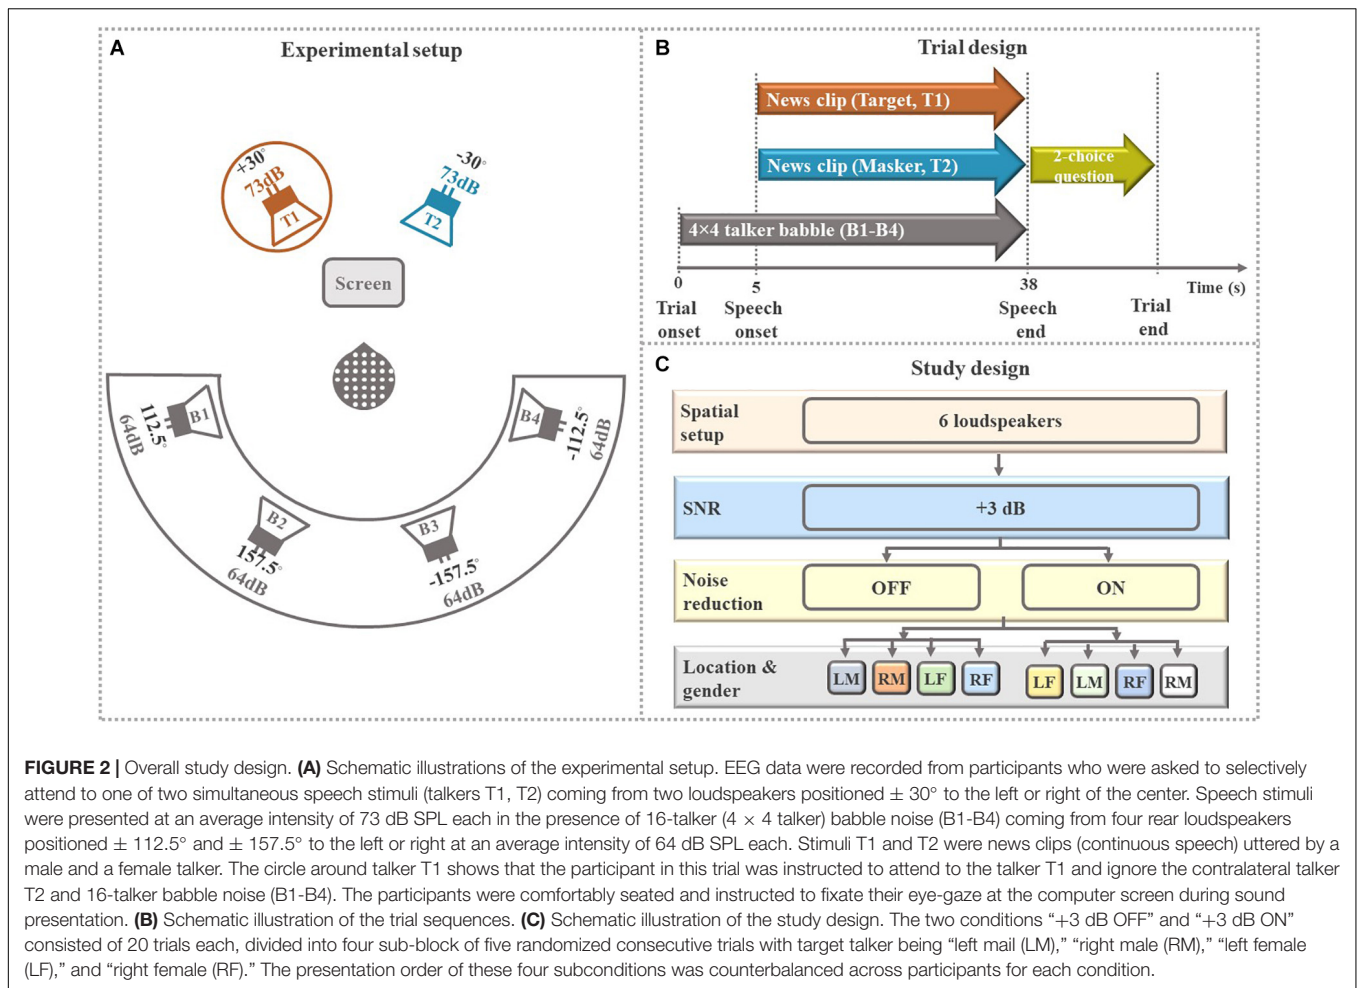 A
Experimental setup
+30°
73dB
T1
-30°
73dB
T2
Screen
B1
112.5°
64dB
B2
157.5°
64dB
B3
-157.5°
64dB
B4
-112.5°
64dB
B
Trial design
News clip (Target, T1)
News clip (Masker, T2)
2-choice
question
4×4 talker babble (B1-B4)
0
5
38
Time (s)
Trial
onset
Speech
onset
Speech
end
Trial
end
C
Study design
Spatial
setup
6 loudspeakers
SNR
+3 dB
Noise
reduction
OFF
ON
Location &
gender
LM
RM
LF
RF
LF
LM
RF
RM
FIGURE 2 | Overall study design. (A) Schematic illustrations of the experimental setup. EEG data were recorded from participants who were asked to selectively
attend to one of two simultaneous speech stimuli (talkers T1, T2) coming from two loudspeakers positioned ± 30° to the left or right of the center. Speech stimuli
were presented at an average intensity of 73 dB SPL each in the presence of 16-talker (4 × 4 talker) babble noise (B1-B4) coming from four rear loudspeakers
positioned ± 112.5° and ± 157.5° to the left or right at an average intensity of 64 dB SPL each. Stimuli T1 and T2 were news clips (continuous speech) uttered by a
male and a female talker. The circle around talker T1 shows that the participant in this trial was instructed to attend to the talker T1 and ignore the contralateral talker
T2 and 16-talker babble noise (B1-B4). The participants were comfortably seated and instructed to fixate their eye-gaze at the computer screen during sound
presentation. (B) Schematic illustration of the trial sequences. (C) Schematic illustration of the study design. The two conditions “+3 dB OFF” and “+3 dB ON”
consisted of 20 trials each, divided into four sub-block of five randomized consecutive trials with target talker being “left mail (LM),” “right male (RM),” “left female
(LF),” and “right female (RF).” The presentation order of these four subconditions was counterbalanced across participants for each condition.